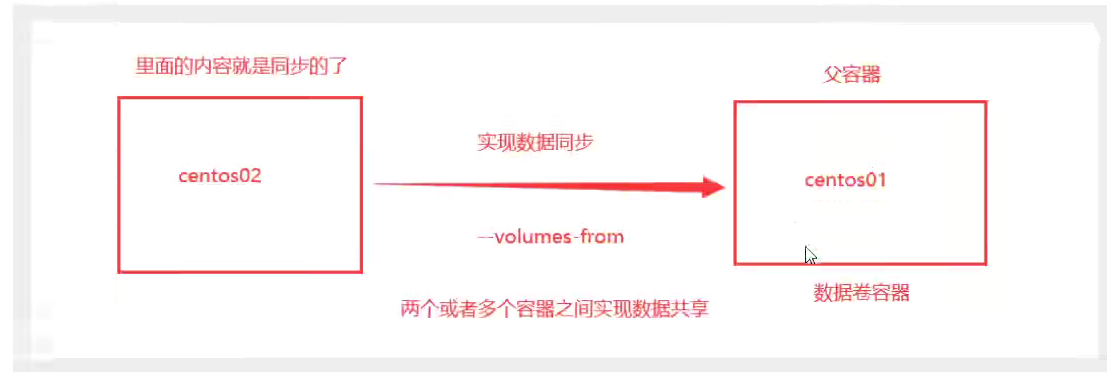 里面的内容就是同步的了
父容器
实现数据同步
centos02
centos01
--volumes-from
数据卷容器
两个或者多个容器之间实现数据共享